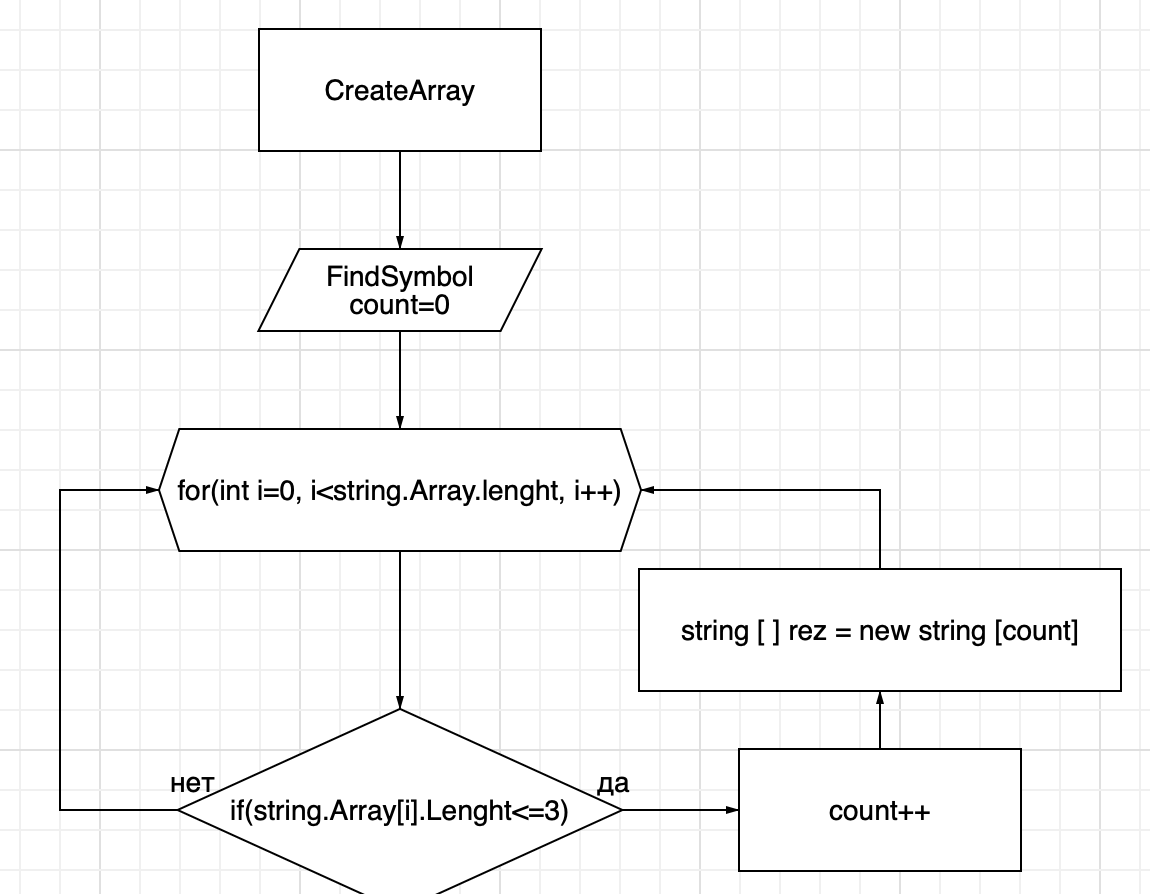 CreateArray
FindSymbol
count=0
for(int i=0, i<string.Array.lenght, i++)
string [ ] rez = new string [count]
нет
да
if(string.Array[i].Lenght<=3)
count++